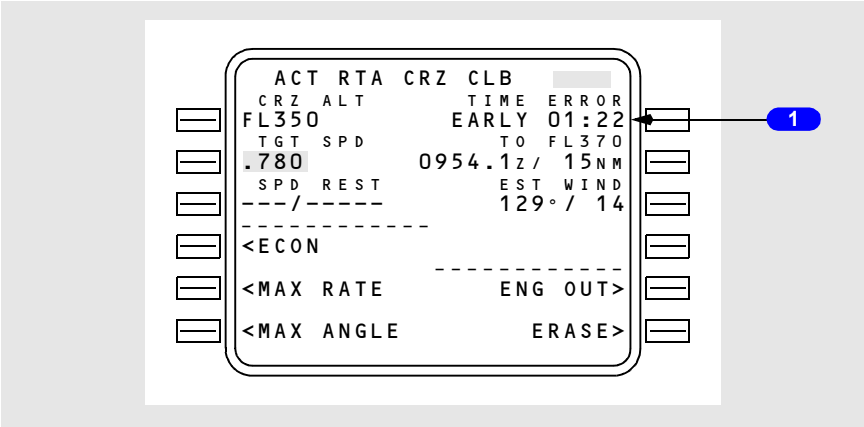 ACT RTA CRZ CLB
CRZ ALT TIME ERROR
FL350 EARLY 01:22
1
TGT SPD TO FL370
.780 0954.1Z/ 15NM
SPD REST EST WIND
---/----- 129°/ 14
------------
<ECON
------------
<MAX RATE ENG OUT>
<MAX ANGLE ERASE>